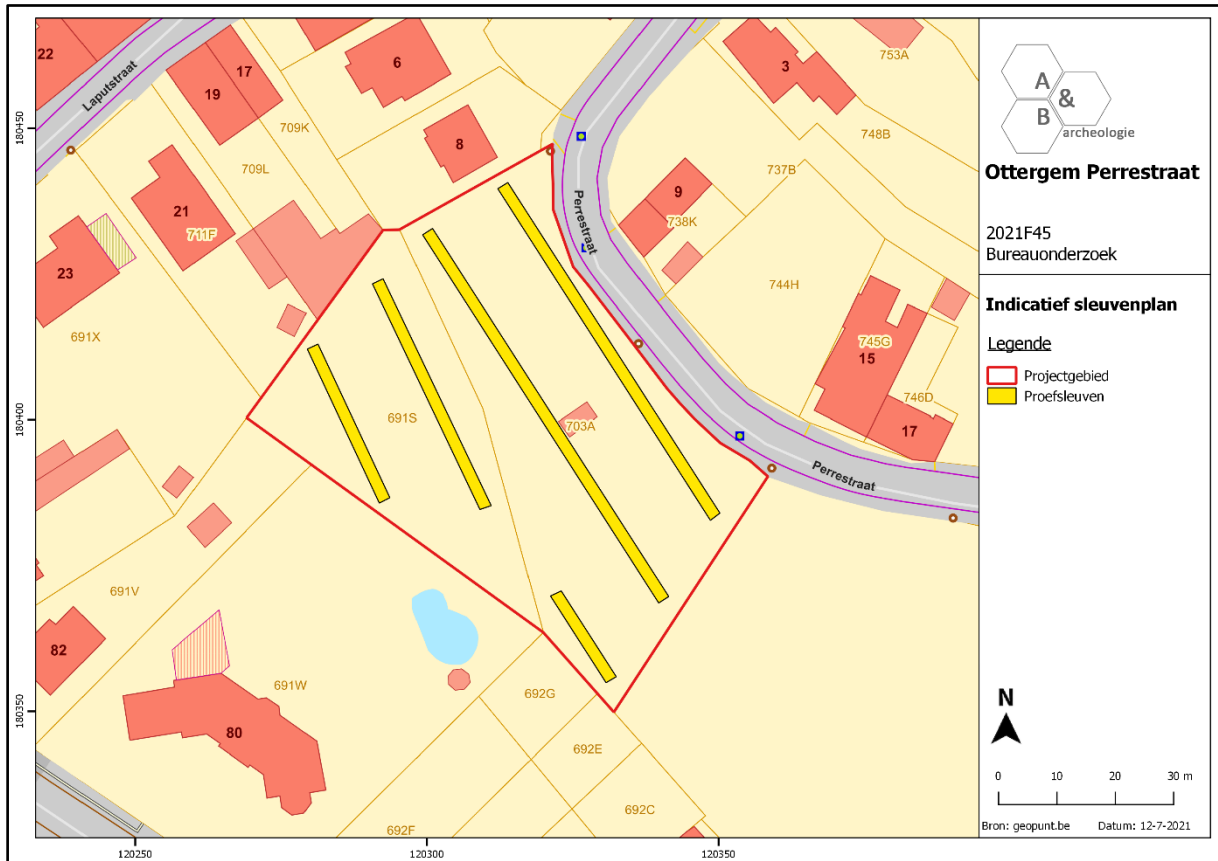 22
Laputstraat
19
17
6
709K
709L
8
21
711F
23
691X
3
753A
748B
737B
9
738K
Perrestraat
744H
745G
15
746D
17
Perrestraat
691S
703A
691V
82
691W
80
692G
692E
692C
692F
180450
180400
180350
120250
120300
120350
A
&
B
archeologie
Ottergem Perrestraat
2021F45
Bureauonderzoek
Indicatief sleuvenplan
Legende
Projectgebied
Proefsleuven
N
0 10 20 30 m
Bron: geopunt.be Datum: 12-7-2021